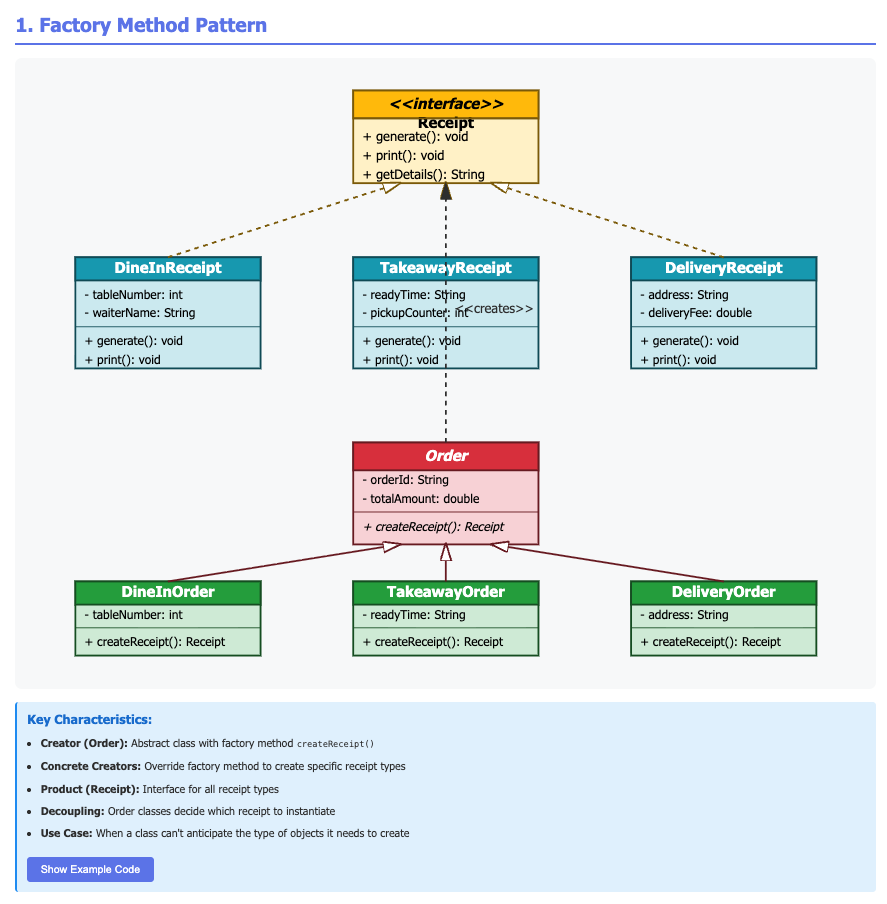 1. Factory Method Pattern
<<interface>>
Receipt
+ generate(): void
+ print(): void
+ getDetails(): String
DineInReceipt
- tableNumber: int
- waiterName: String
+ generate(): void
+ print(): void
TakeawayReceipt
- readyTime: String
- pickupCounter: int
+ generate(): void
+ print(): void
<<creates>>
DeliveryReceipt
- address: String
- deliveryFee: double
+ generate(): void
+ print(): void
Order
- orderId: String
- totalAmount: double
+ createReceipt(): Receipt
DineInOrder
- tableNumber: int
+ createReceipt(): Receipt
TakeawayOrder
- readyTime: String
+ createReceipt(): Receipt
DeliveryOrder
- address: String
+ createReceipt(): Receipt
Key Characteristics:
• Creator (Order): Abstract class with factory method createReceipt()
• Concrete Creators: Override factory method to create specific receipt types
• Product (Receipt): Interface for all receipt types
• Decoupling: Order classes decide which receipt to instantiate
• Use Case: When a class can't anticipate the type of objects it needs to create
Show Example Code